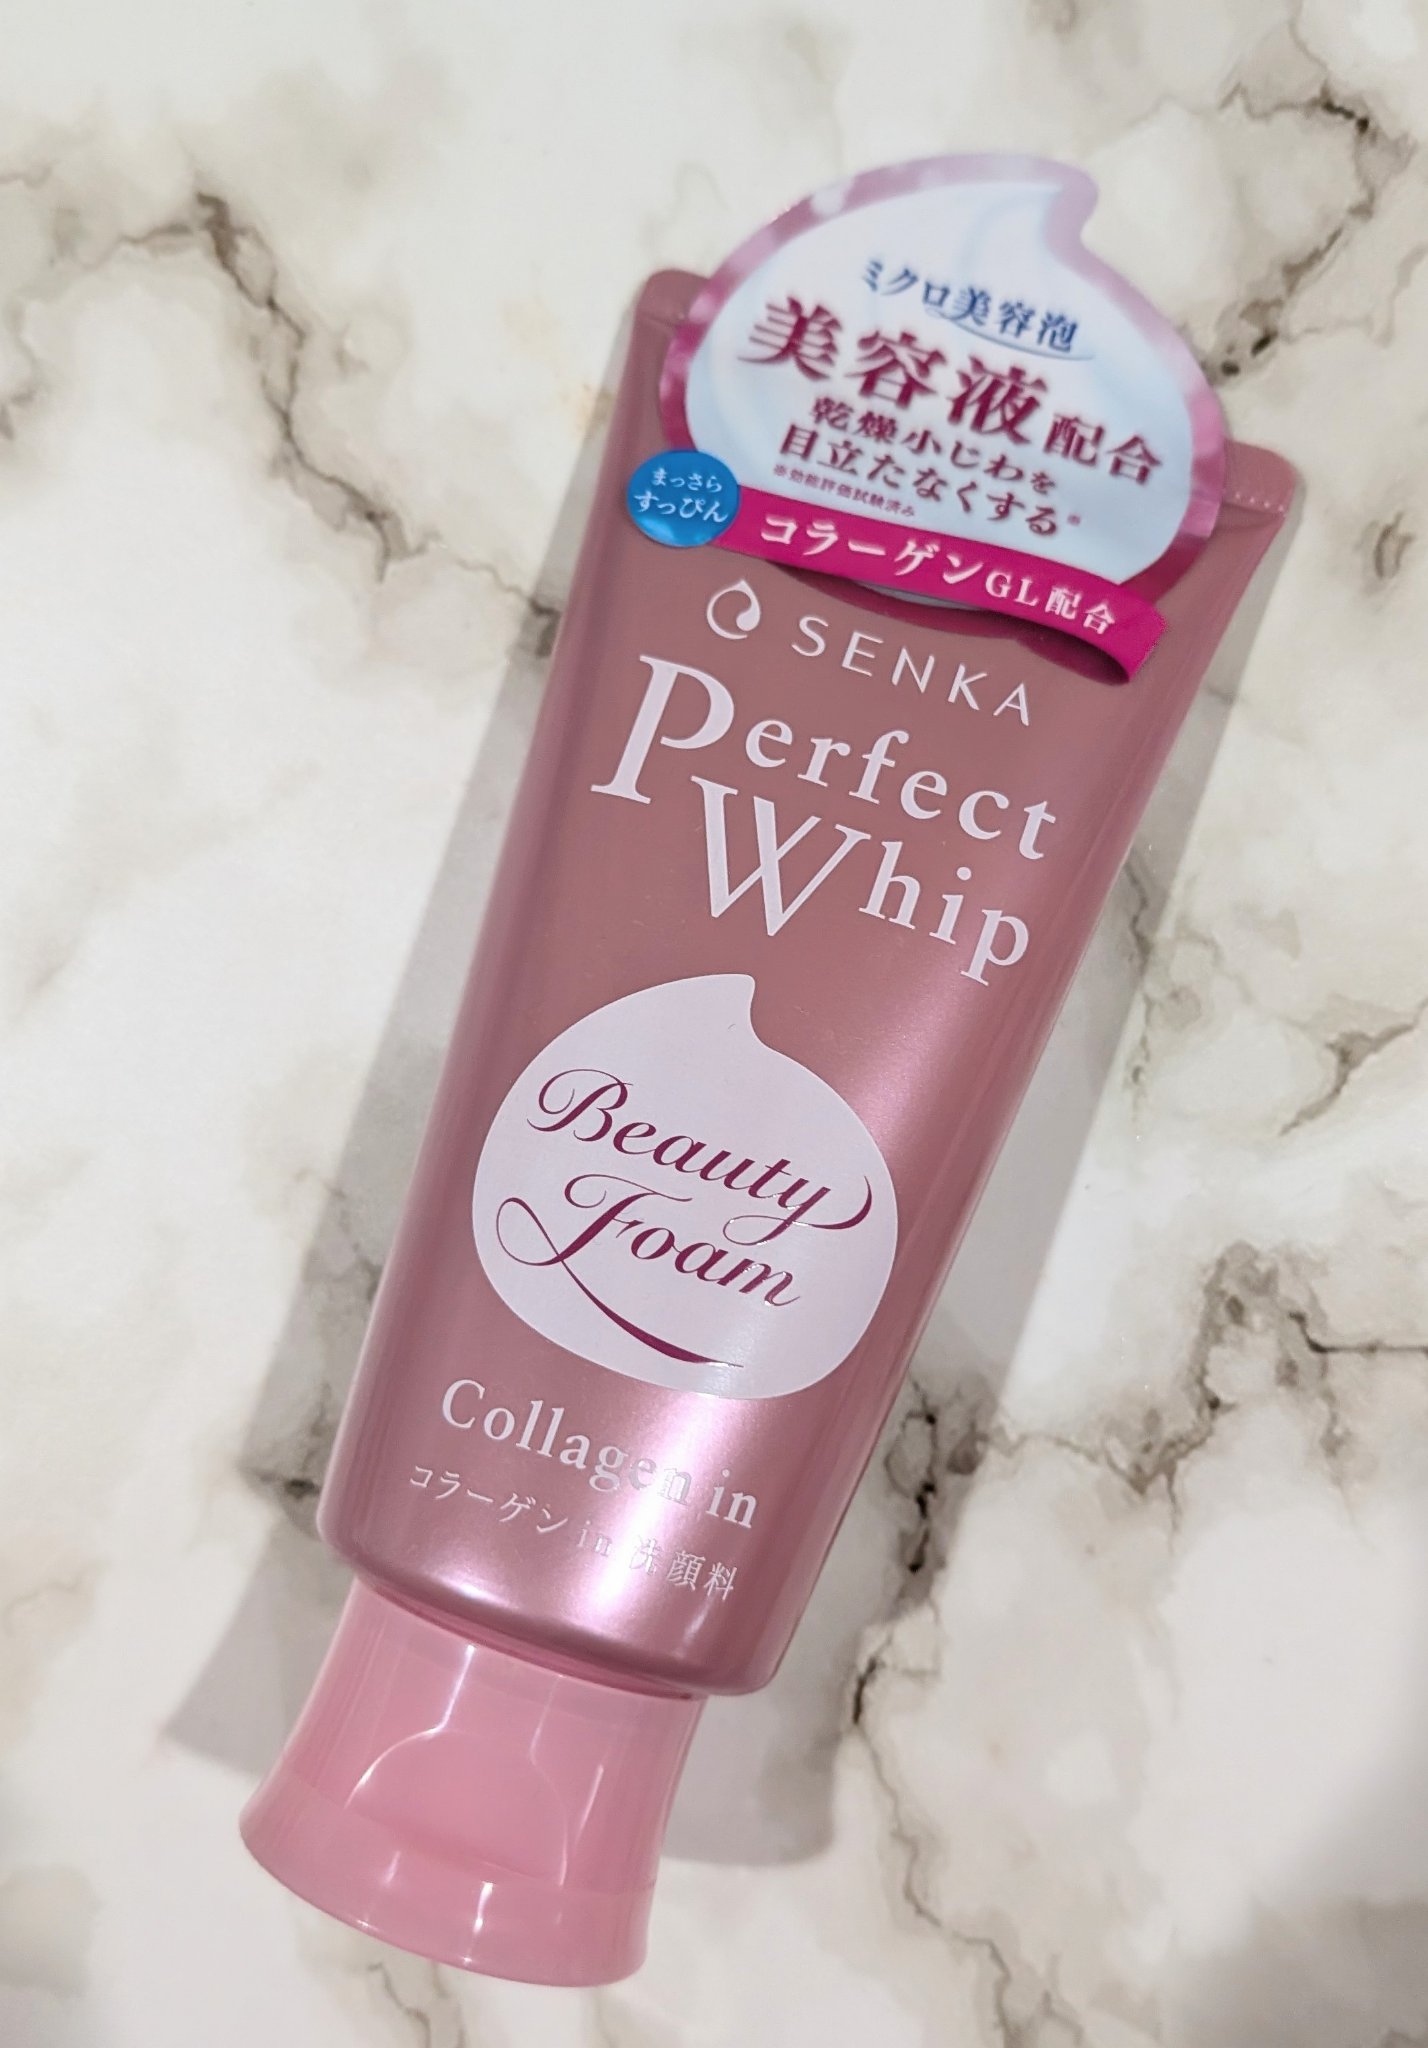 ミクロ美容泡
美容液配合
乾燥小じわを
目立たなくする※
※効能評価試験済み
まっさら
すっぴん
コラーゲンGL配合
SENKA
Perfect
Whip
Beauty
Foam
Collagen in
コラーゲン in 洗顔料